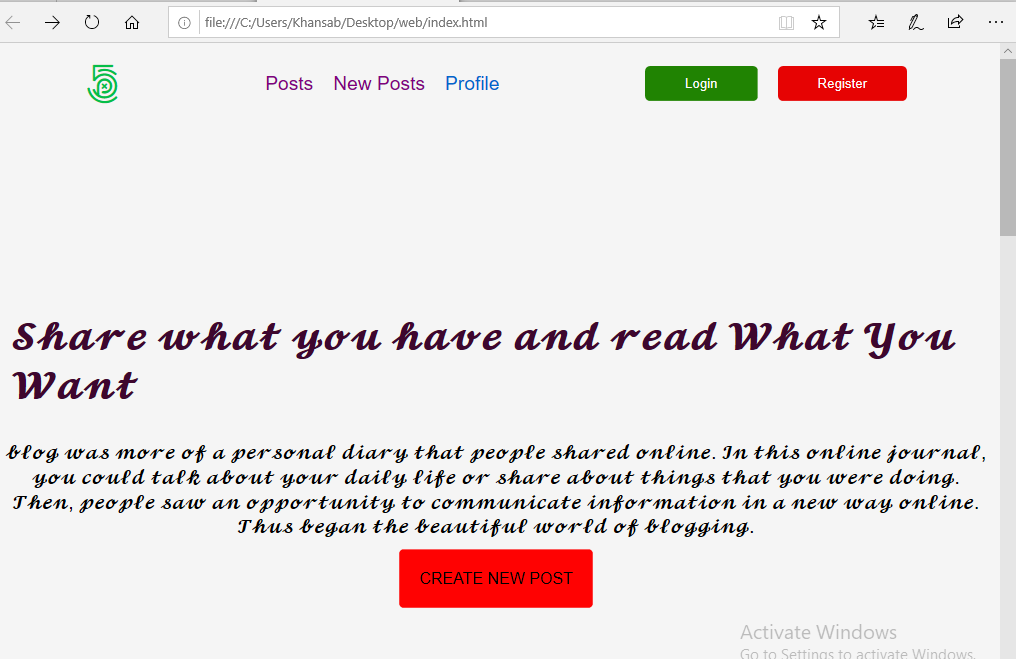 file:///C:/Users/Khansab/Desktop/web/index.html
Posts New Posts Profile Login Register
Share what you have and read What You
Want
blog was more of a personal diary that people shared online. In this online journal,
you could talk about your daily life or share about things that you were doing.
Then, people saw an opportunity to communicate information in a new way online.
Thus began the beautiful world of blogging.
CREATE NEW POST
Activate Windows
Go to Settings to activate Windows.